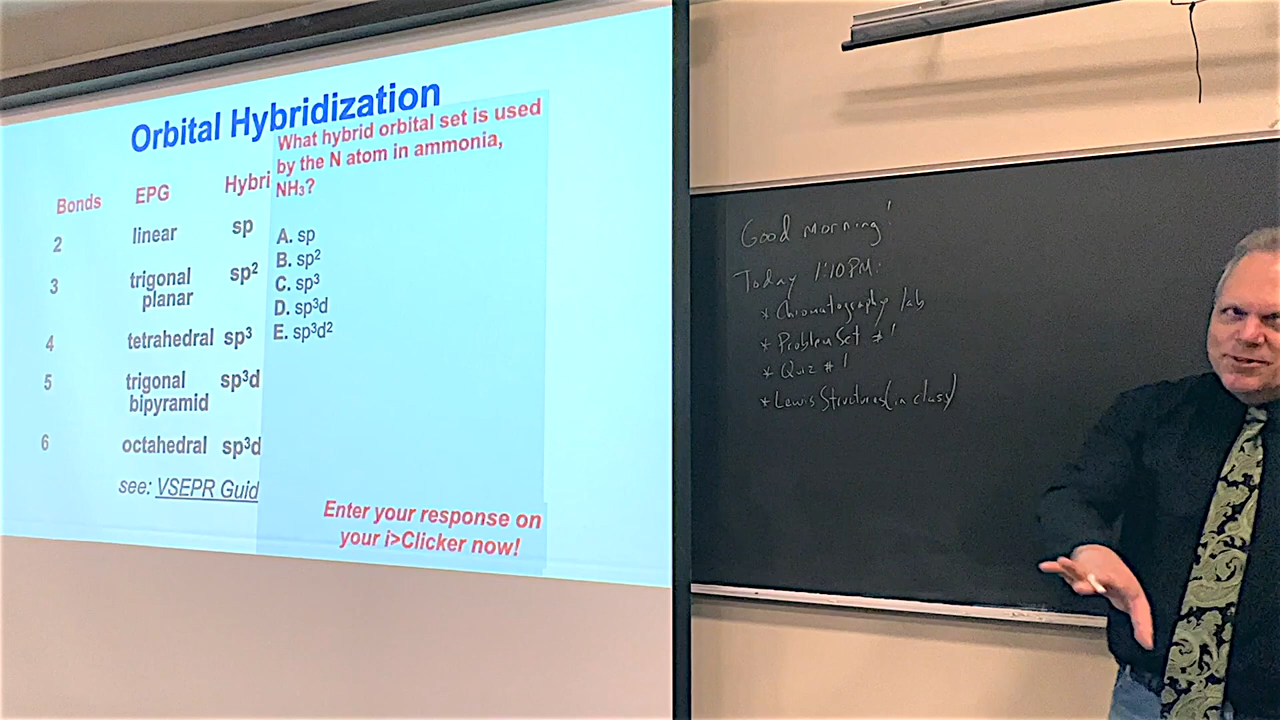 Orbital Hybridization
Bonds EPG Hybri
2 linear sp
3 trigonal planar sp²
4 tetrahedral sp³
5 trigonal bipyramid sp³d
6 octahedral sp³d
see: VSEPR Guid
What hybrid orbital set is used
by the N atom in ammonia,
NH₃?
A. sp
B. sp²
C. sp³
D. sp³d
E. sp³d²
Enter your response on
your i>Clicker now!
Good Morning!
Today 1:10 PM:
* Chromatography lab
* Problem Set #1
* Quiz #1
* Lewis Structures (in class)